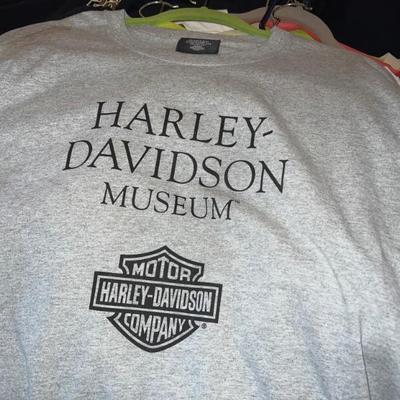 HARLEY-
DAVIDSON
MUSEUM™
MOTOR
HARLEY-DAVIDSON
COMPANY®